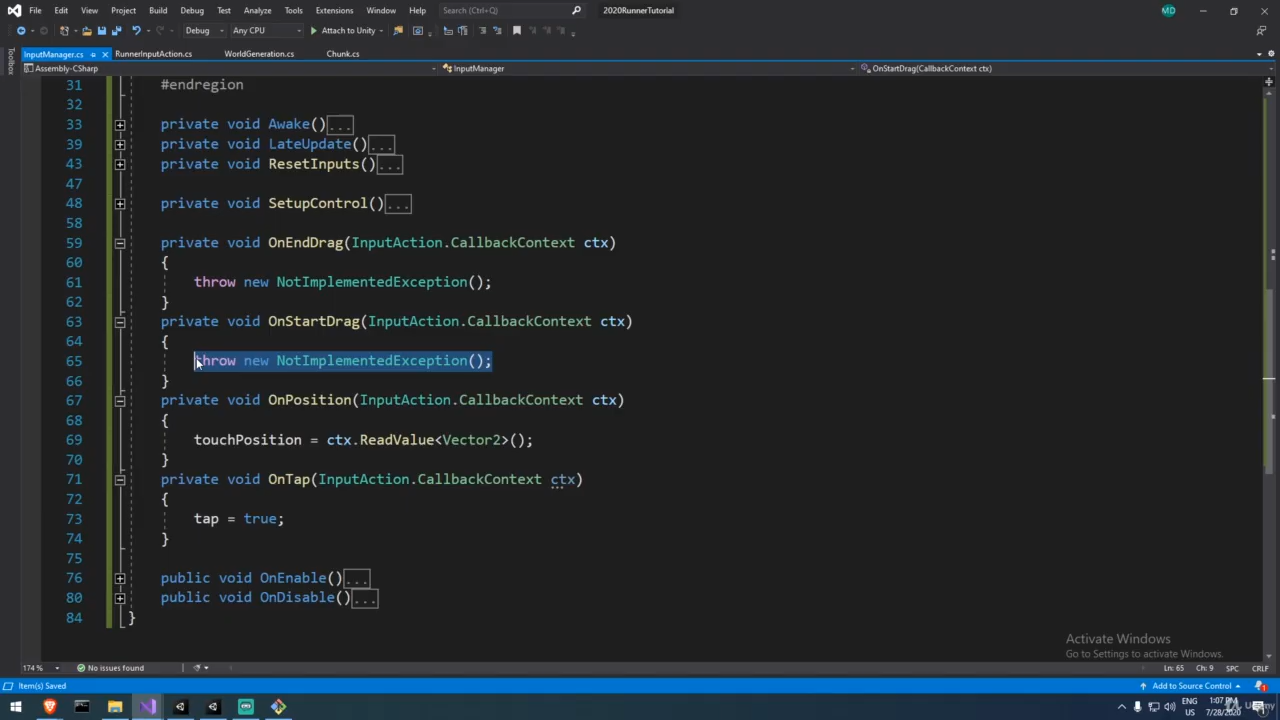 File Edit View Project Build Debug Test Analyze Tools Extensions Window Help Search (Ctrl+Q) 2020RunnerTutorial MD
Debug Any CPU Attach to Unity
Toolbox
InputManager.cs RunnerInputAction.cs WorldGeneration.cs Chunk.cs
Assembly-CSharp InputManager OnStartDrag(CallbackContext ctx)
31 #endregion
32
33 private void Awake()...
39 private void LateUpdate()...
43 private void ResetInputs()...
47
48 private void SetupControl()...
58
59 private void OnEndDrag(InputAction.CallbackContext ctx)
60 {
61 throw new NotImplementedException();
62 }
63 private void OnStartDrag(InputAction.CallbackContext ctx)
64 {
65 throw new NotImplementedException();
66 }
67 private void OnPosition(InputAction.CallbackContext ctx)
68 {
69 touchPosition = ctx.ReadValue<Vector2>();
70 }
71 private void OnTap(InputAction.CallbackContext ctx)
72 {
73 tap = true;
74 }
75
76 public void OnEnable()...
80 public void OnDisable()...
84 }
Activate Windows
Go to Settings to activate Windows.
174 % No issues found Ln: 65 Ch: 9 SPC CRLF
Item(s) Saved Add to Source Control 1
ENG 1:07 PM
US 7/28/2020
Udemy